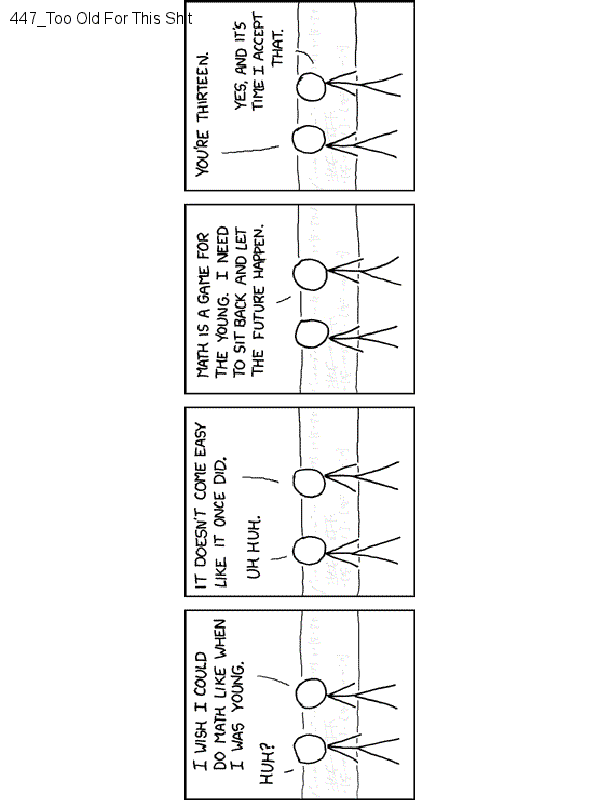 447_Too Old For This Shit
I WISH I COULD
DO MATH LIKE WHEN
I WAS YOUNG.
HUH?
IT DOESN'T COME EASY
LIKE IT ONCE DID.
UH HUH.
MATH IS A GAME FOR
THE YOUNG. I NEED
TO SIT BACK AND LET
THE FUTURE HAPPEN.
YOU'RE THIRTEEN.
YES, AND IT'S
TIME I ACCEPT
THAT.